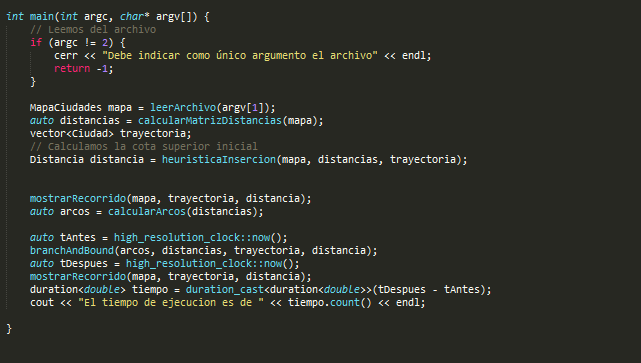 int main(int argc, char* argv[]) {
// Leemos del archivo
if (argc != 2) {
cerr << "Debe indicar como único argumento el archivo" << endl;
return -1;
}
MapaCiudades mapa = leerArchivo(argv[1]);
auto distancias = calcularMatrizDistancias(mapa);
vector<Ciudad> trayectoria;
// Calculamos la cota superior inicial
Distancia distancia = heuristicaInsercion(mapa, distancias, trayectoria);
mostrarRecorrido(mapa, trayectoria, distancia);
auto arcos = calcularArcos(distancias);
auto tAntes = high_resolution_clock::now();
branchAndBound(arcos, distancias, trayectoria, distancia);
auto tDespues = high_resolution_clock::now();
mostrarRecorrido(mapa, trayectoria, distancia);
duration<double> tiempo = duration_cast<duration<double>>(tDespues - tAntes);
cout << "El tiempo de ejecucion es de " << tiempo.count() << endl;
}